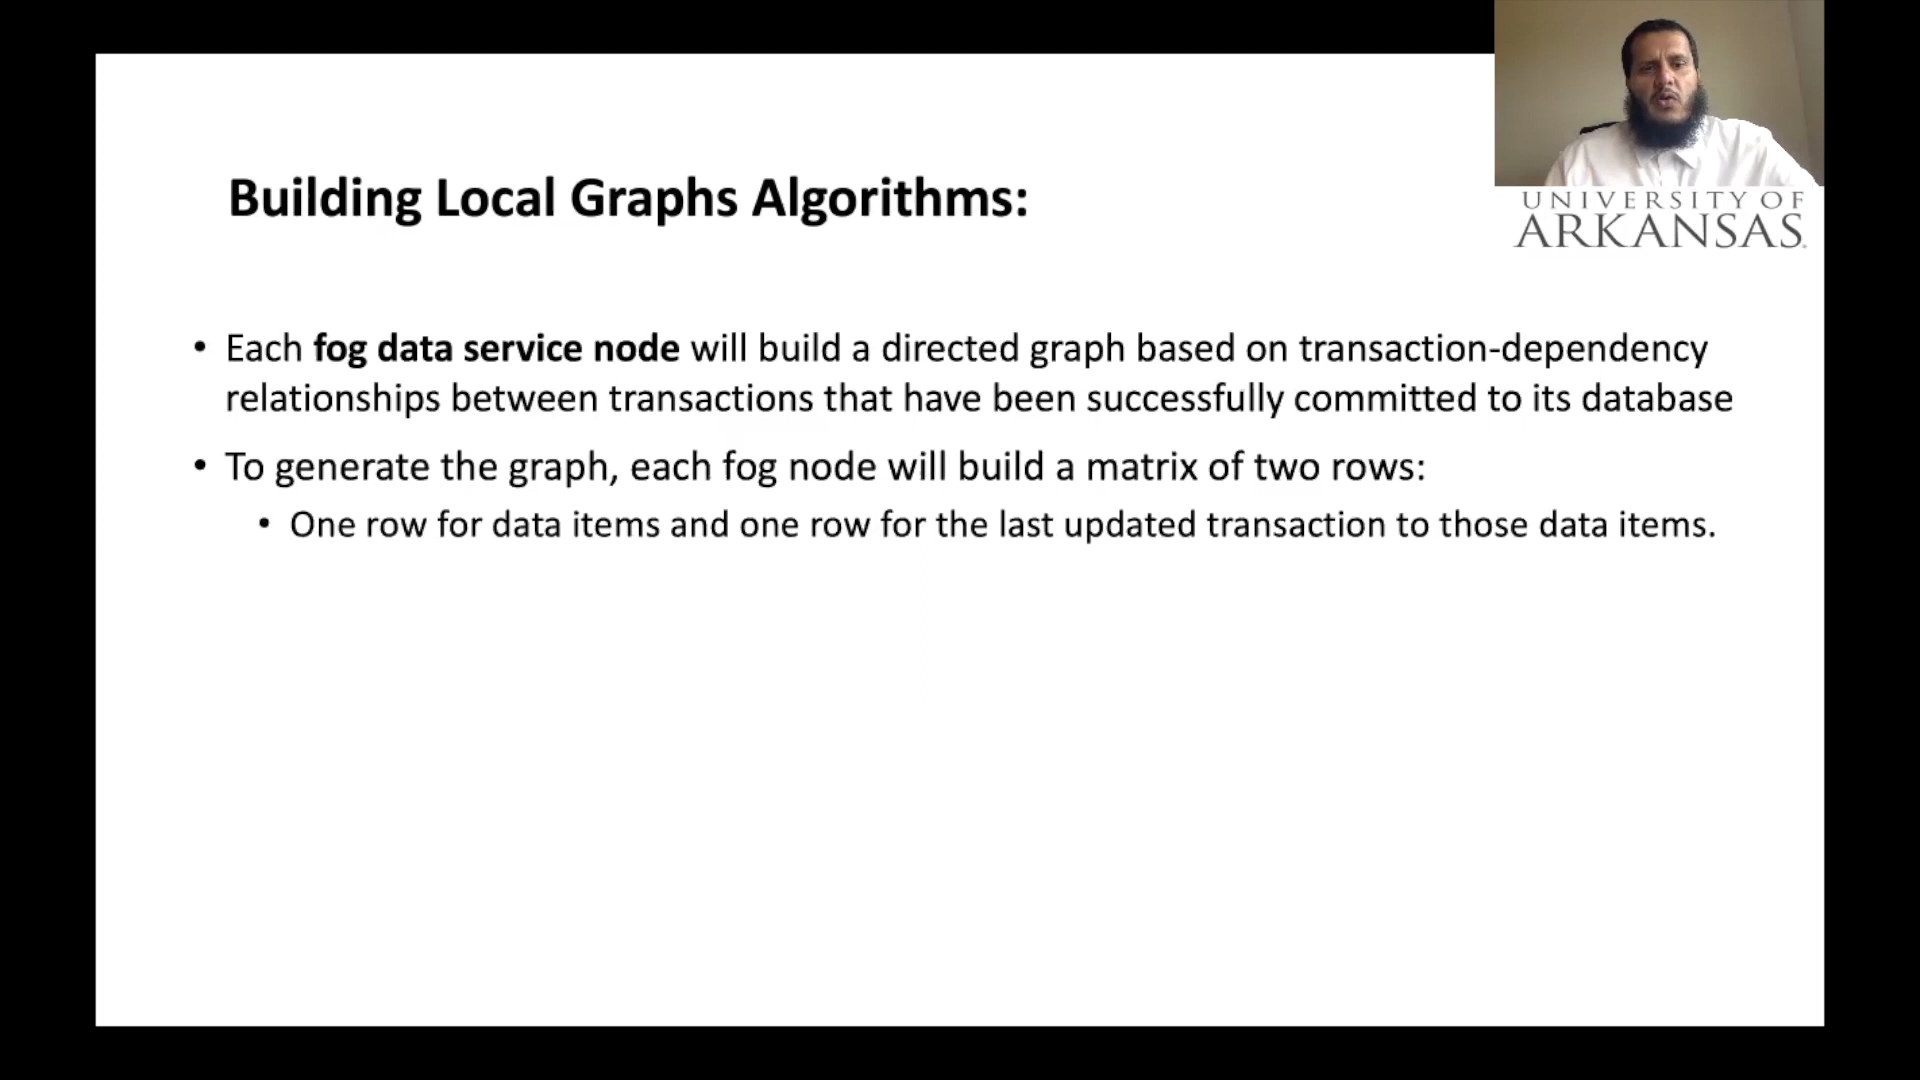 UNIVERSITY OF
ARKANSAS
Building Local Graphs Algorithms:
• Each fog data service node will build a directed graph based on transaction-dependency
relationships between transactions that have been successfully committed to its database
• To generate the graph, each fog node will build a matrix of two rows:
• One row for data items and one row for the last updated transaction to those data items.